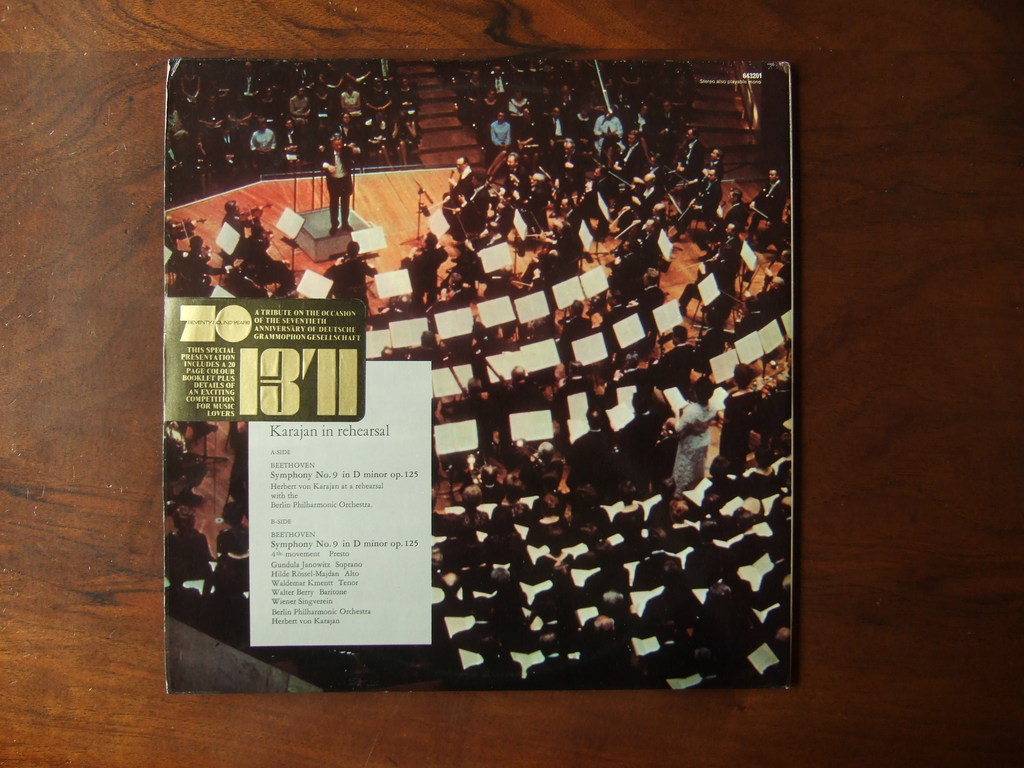 643201
Stereo also playable mono
70
SEVENTY SOUND YEARS
A TRIBUTE ON THE OCCASION
OF THE SEVENTIETH
ANNIVERSARY OF DEUTSCHE
GRAMMOPHON GESELLSCHAFT
THIS SPECIAL
PRESENTATION
INCLUDES A 20
PAGE COLOUR
BOOKLET PLUS
DETAILS OF
AN EXCITING
COMPETITION
FOR MUSIC
LOVERS
13'11
Karajan in rehearsal
A-SIDE
BEETHOVEN
Symphony No. 9 in D minor op. 125
Herbert von Karajan at a rehearsal
with the
Berlin Philharmonic Orchestra.
B-SIDE
BEETHOVEN
Symphony No. 9 in D minor op. 125
4th movement Presto
Gundula Janowitz Soprano
Hilde Rössel-Majdan Alto
Waldemar Kmentt Tenor
Walter Berry Baritone
Wiener Singverein
Berlin Philharmonic Orchestra
Herbert von Karajan